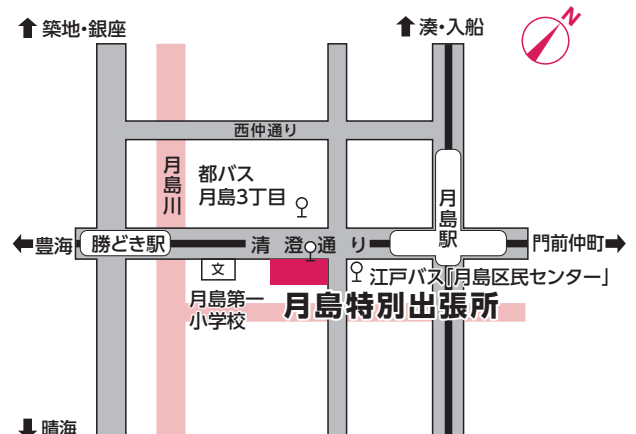 築地・銀座
湊・入船
N
西仲通り
月島川
都バス
月島3丁目
月島駅
豊海
勝どき駅
清澄通り
門前仲町
文
江戸バス「月島区民センター」
月島第一
小学校
月島特別出張所
晴海